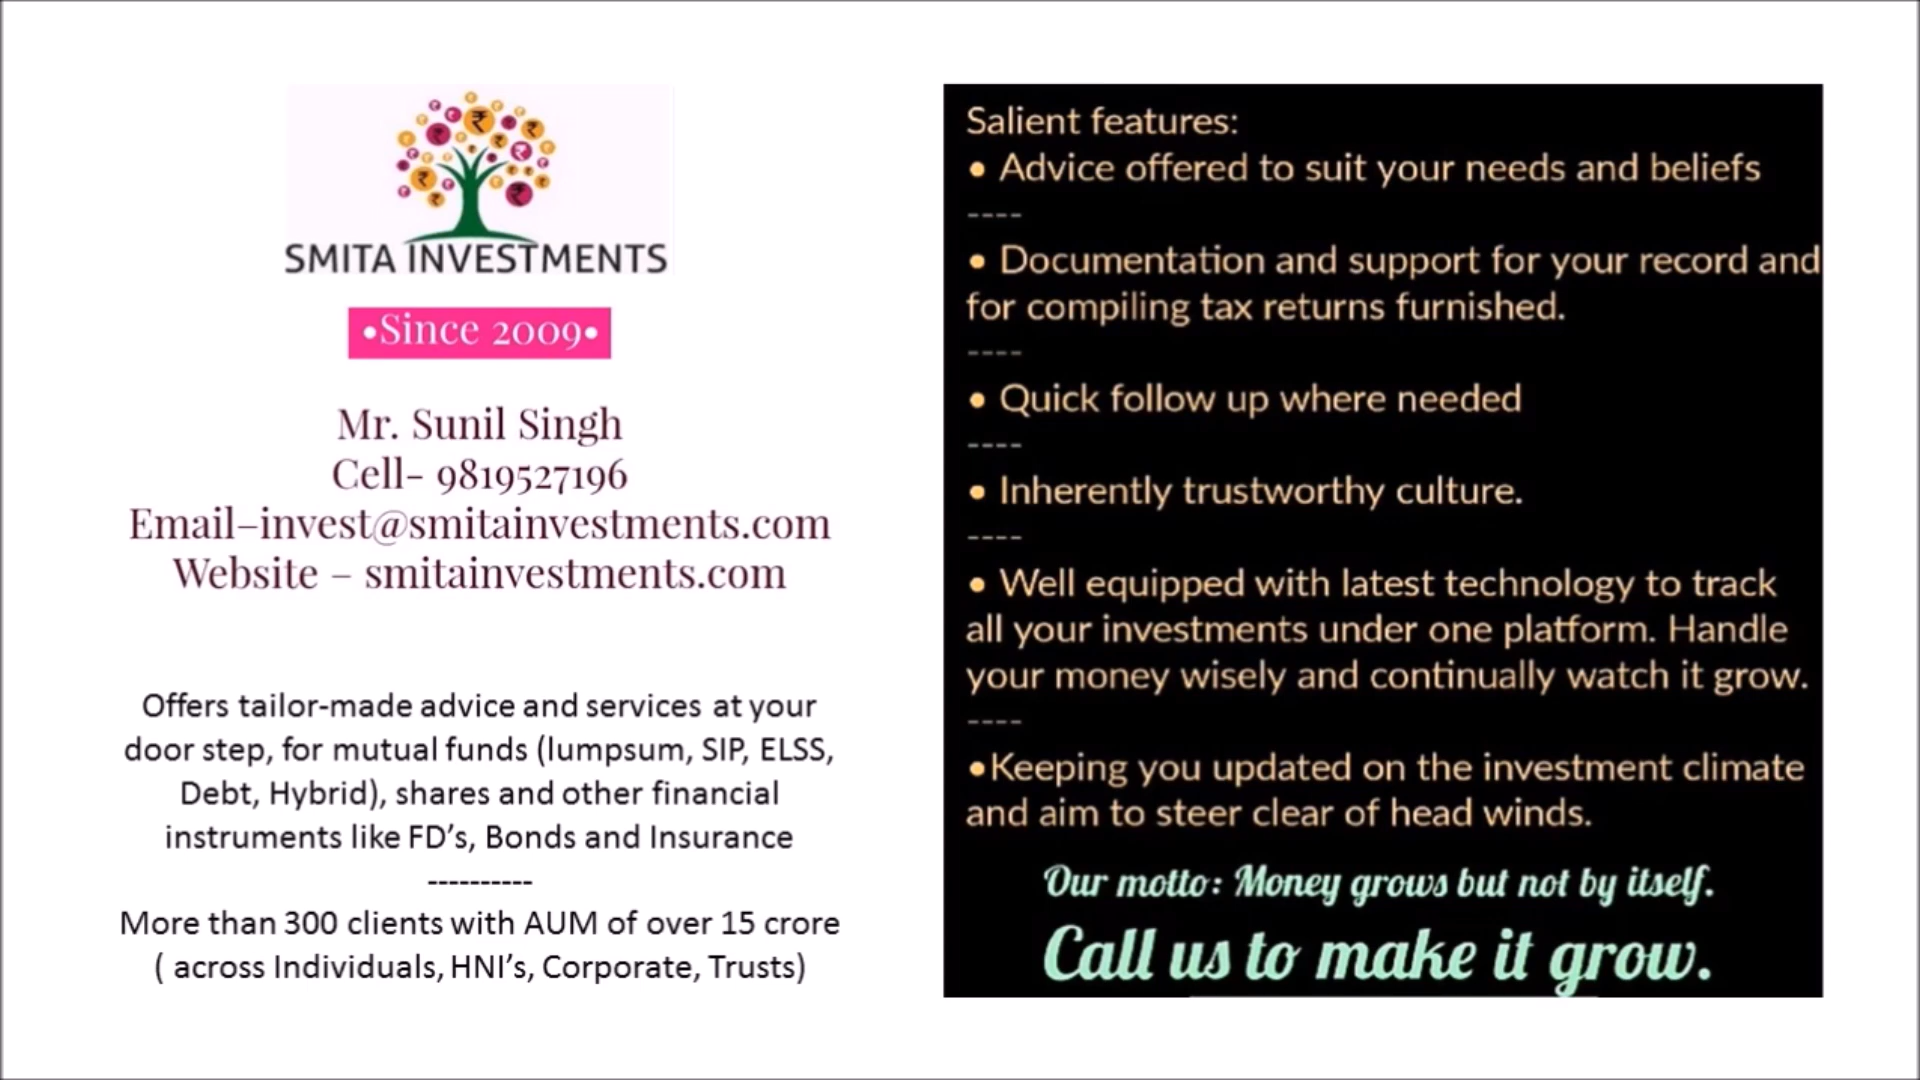 SMITA INVESTMENTS
•Since 2009•
Mr. Sunil Singh
Cell- 9819527196
Email–invest@smitainvestments.com
Website – smitainvestments.com
Offers tailor-made advice and services at your
door step, for mutual funds (lumpsum, SIP, ELSS,
Debt, Hybrid), shares and other financial
instruments like FD’s, Bonds and Insurance
----------
More than 300 clients with AUM of over 15 crore
( across Individuals, HNI’s, Corporate, Trusts)
Salient features:
• Advice offered to suit your needs and beliefs
----
• Documentation and support for your record and
for compiling tax returns furnished.
----
• Quick follow up where needed
----
• Inherently trustworthy culture.
----
• Well equipped with latest technology to track
all your investments under one platform. Handle
your money wisely and continually watch it grow.
----
•Keeping you updated on the investment climate
and aim to steer clear of head winds.
Our motto: Money grows but not by itself.
Call us to make it grow.